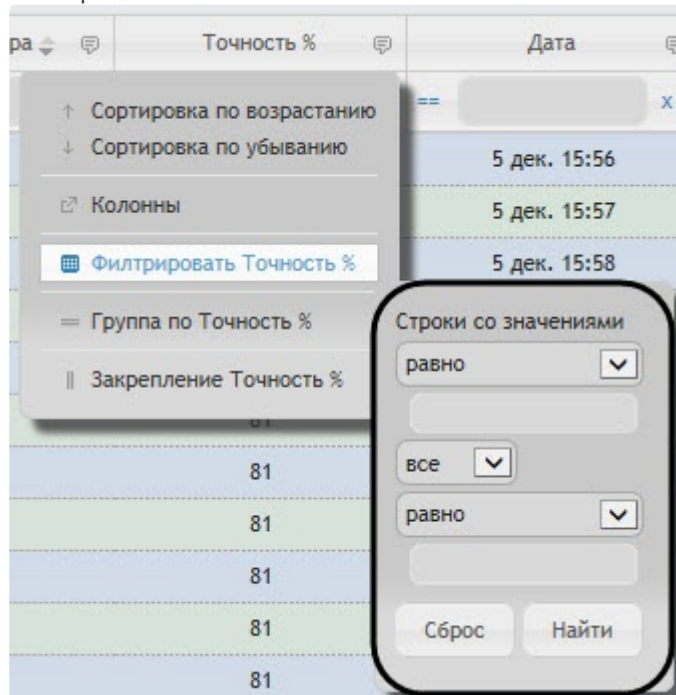 ра Точность % Дата
Сортировка по возрастанию == x
Сортировка по убыванию 5 дек. 15:56
Колонны 5 дек. 15:57
Филтрировать Точность % 5 дек. 15:58
Группа по Точность % Строки со значениями
равно
Закрепление Точность %
81 все
81 равно
81
81 Сброс Найти
81